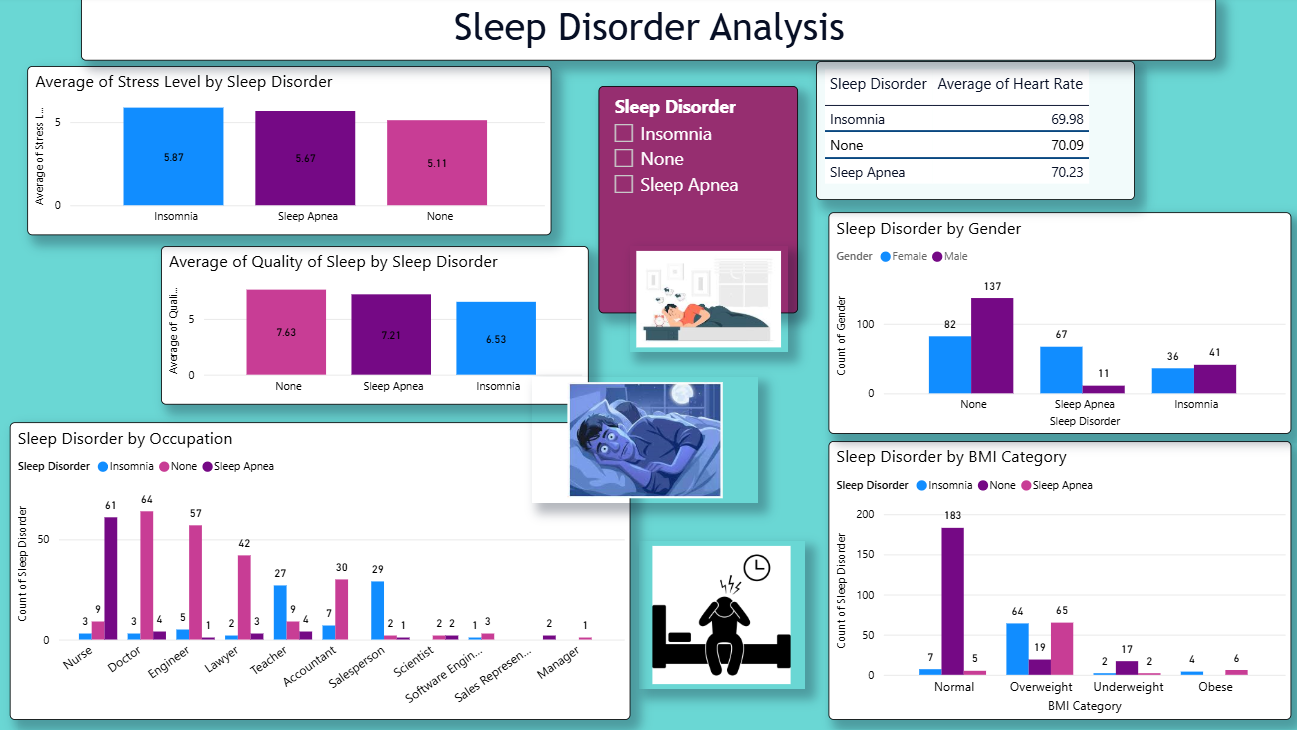 Sleep Disorder Analysis
Average of Stress Level by Sleep Disorder
Average of Stress L...
5
0
5.87
5.67
5.11
Insomnia
Sleep Apnea
None
Sleep Disorder
Insomnia
None
Sleep Apnea
Sleep Disorder Average of Heart Rate
Insomnia 69.98
None 70.09
Sleep Apnea 70.23
Average of Quality of Sleep by Sleep Disorder
Average of Quali...
5
0
7.63
7.21
6.53
None
Sleep Apnea
Insomnia
Sleep Disorder by Gender
Gender Female Male
Count of Gender
100
0
82
137
67
11
36
41
None
Sleep Apnea
Insomnia
Sleep Disorder
Sleep Disorder by Occupation
Sleep Disorder Insomnia None Sleep Apnea
Count of Sleep Disorder
50
0
3
9
61
3
64
4
5
57
1
2
42
3
27
9
4
7
30
29
2
1
2
2
1
3
2
1
Nurse
Doctor
Engineer
Lawyer
Teacher
Accountant
Salesperson
Scientist
Software Engin...
Sales Represen...
Manager
Sleep Disorder by BMI Category
Sleep Disorder Insomnia None Sleep Apnea
Count of Sleep Disorder
200
150
100
50
0
7
183
5
64
19
65
2
17
2
4
6
Normal
Overweight
Underweight
Obese
BMI Category